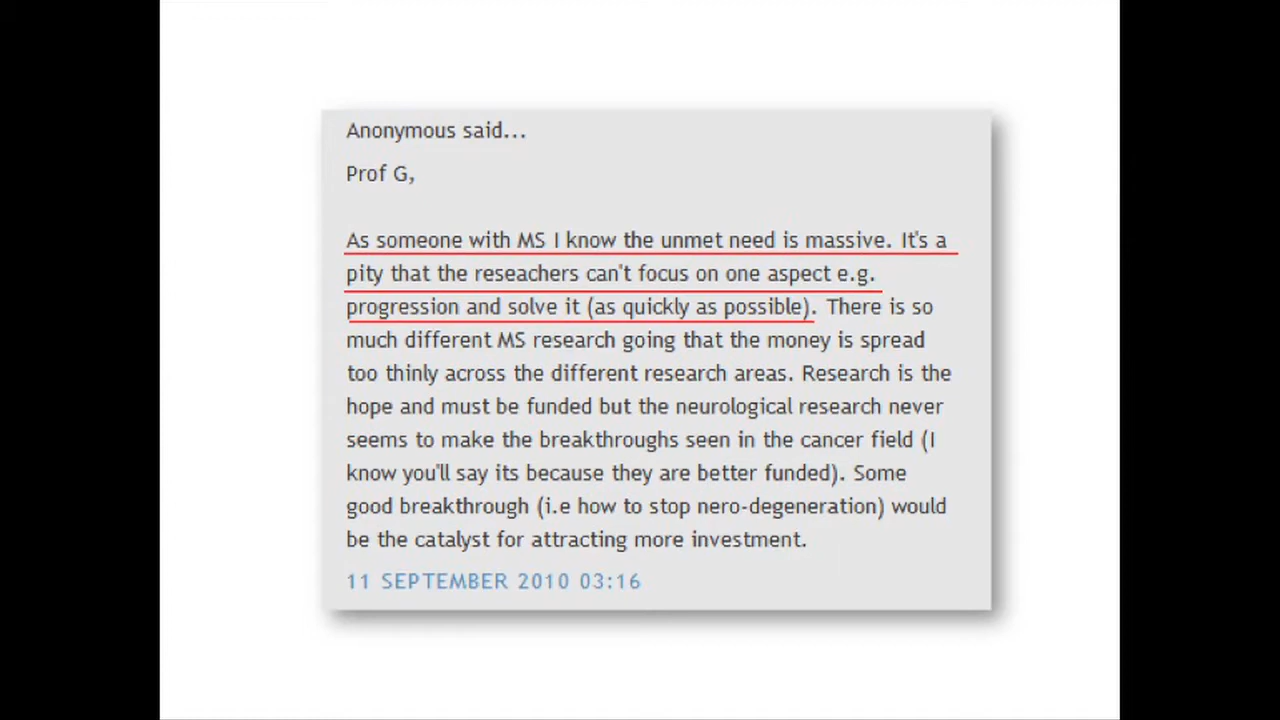 Anonymous said...
Prof G,
As someone with MS I know the unmet need is massive. It's a
pity that the reseachers can't focus on one aspect e.g.
progression and solve it (as quickly as possible). There is so
much different MS research going that the money is spread
too thinly across the different research areas. Research is the
hope and must be funded but the neurological research never
seems to make the breakthroughs seen in the cancer field (I
know you'll say its because they are better funded). Some
good breakthrough (i.e how to stop nero-degeneration) would
be the catalyst for attracting more investment.
11 SEPTEMBER 2010 03:16